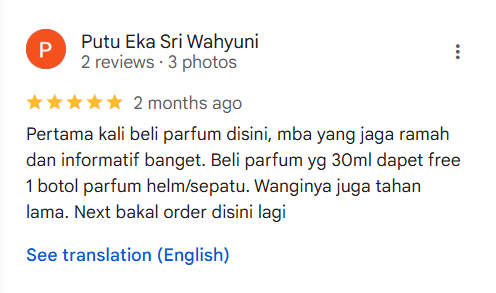 P
Putu Eka Sri Wahyuni
2 reviews · 3 photos
2 months ago
Pertama kali beli parfum disini, mba yang jaga ramah
dan informatif banget. Beli parfum yg 30ml dapet free
1 botol parfum helm/sepatu. Wanginya juga tahan
lama. Next bakal order disini lagi
See translation (English)